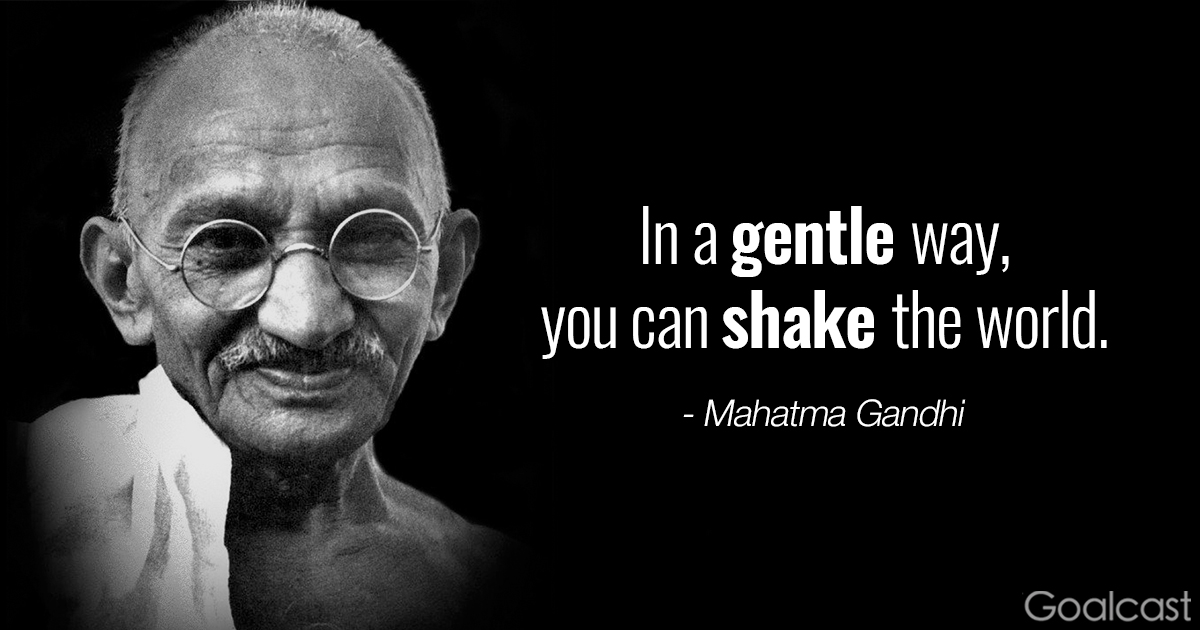 In a gentle way,
you can shake the world.
- Mahatma Gandhi
Goalcast